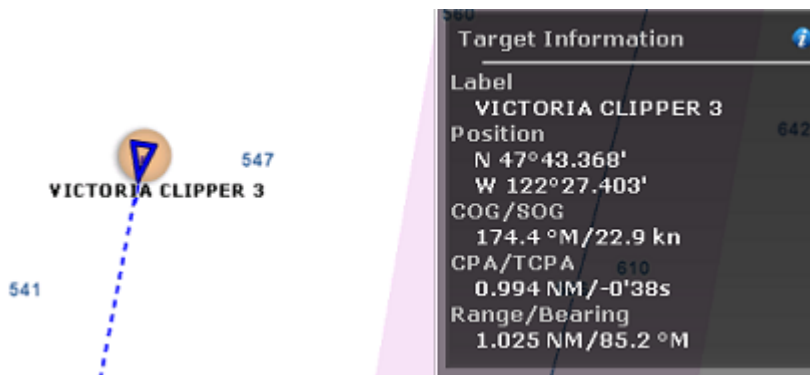 560
Target Information
Label
VICTORIA CLIPPER 3
Position
642
N 47°43.368'
547
W 122°27.403'
VICTORIA CLIPPER 3
COG/SOG
174.4 °M/22.9 kn
CPA/TCPA
610
541
0.994 NM/-0'38s
Range/Bearing
1.025 NM/85.2 °M